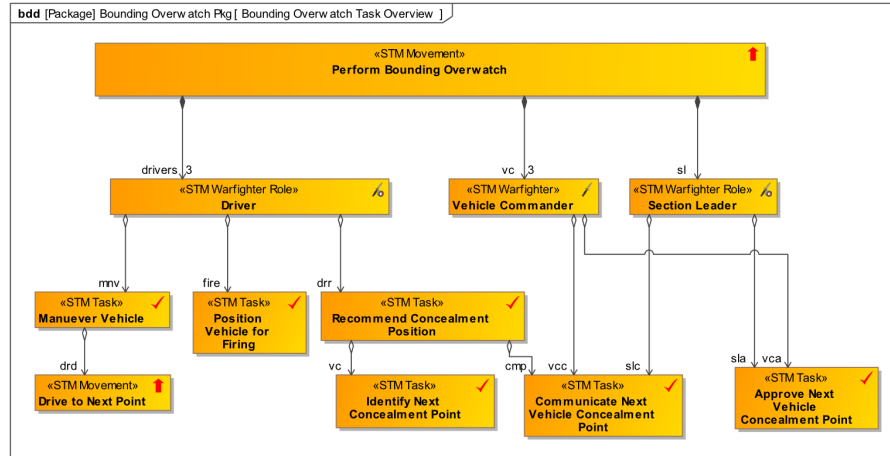 bdd [Package] Bounding Overwatch Pkg [ Bounding Overwatch Task Overview ]
«STM Movement»
Perform Bounding Overwatch
drivers 3
vc 3
sl
«STM Warfighter Role»
Driver
«STM Warfighter»
Vehicle Commander
«STM Warfighter Role»
Section Leader
mnv
fire
drr
«STM Task»
Manuever Vehicle
«STM Task»
Position
Vehicle for
Firing
«STM Task»
Recommend Concealment
Position
drd
vc
cmp
vcc
slc
sla
vca
«STM Movement»
Drive to Next Point
«STM Task»
Identify Next
Concealment Point
«STM Task»
Communicate Next
Vehicle Concealment
Point
«STM Task»
Approve Next
Vehicle
Concealment Point